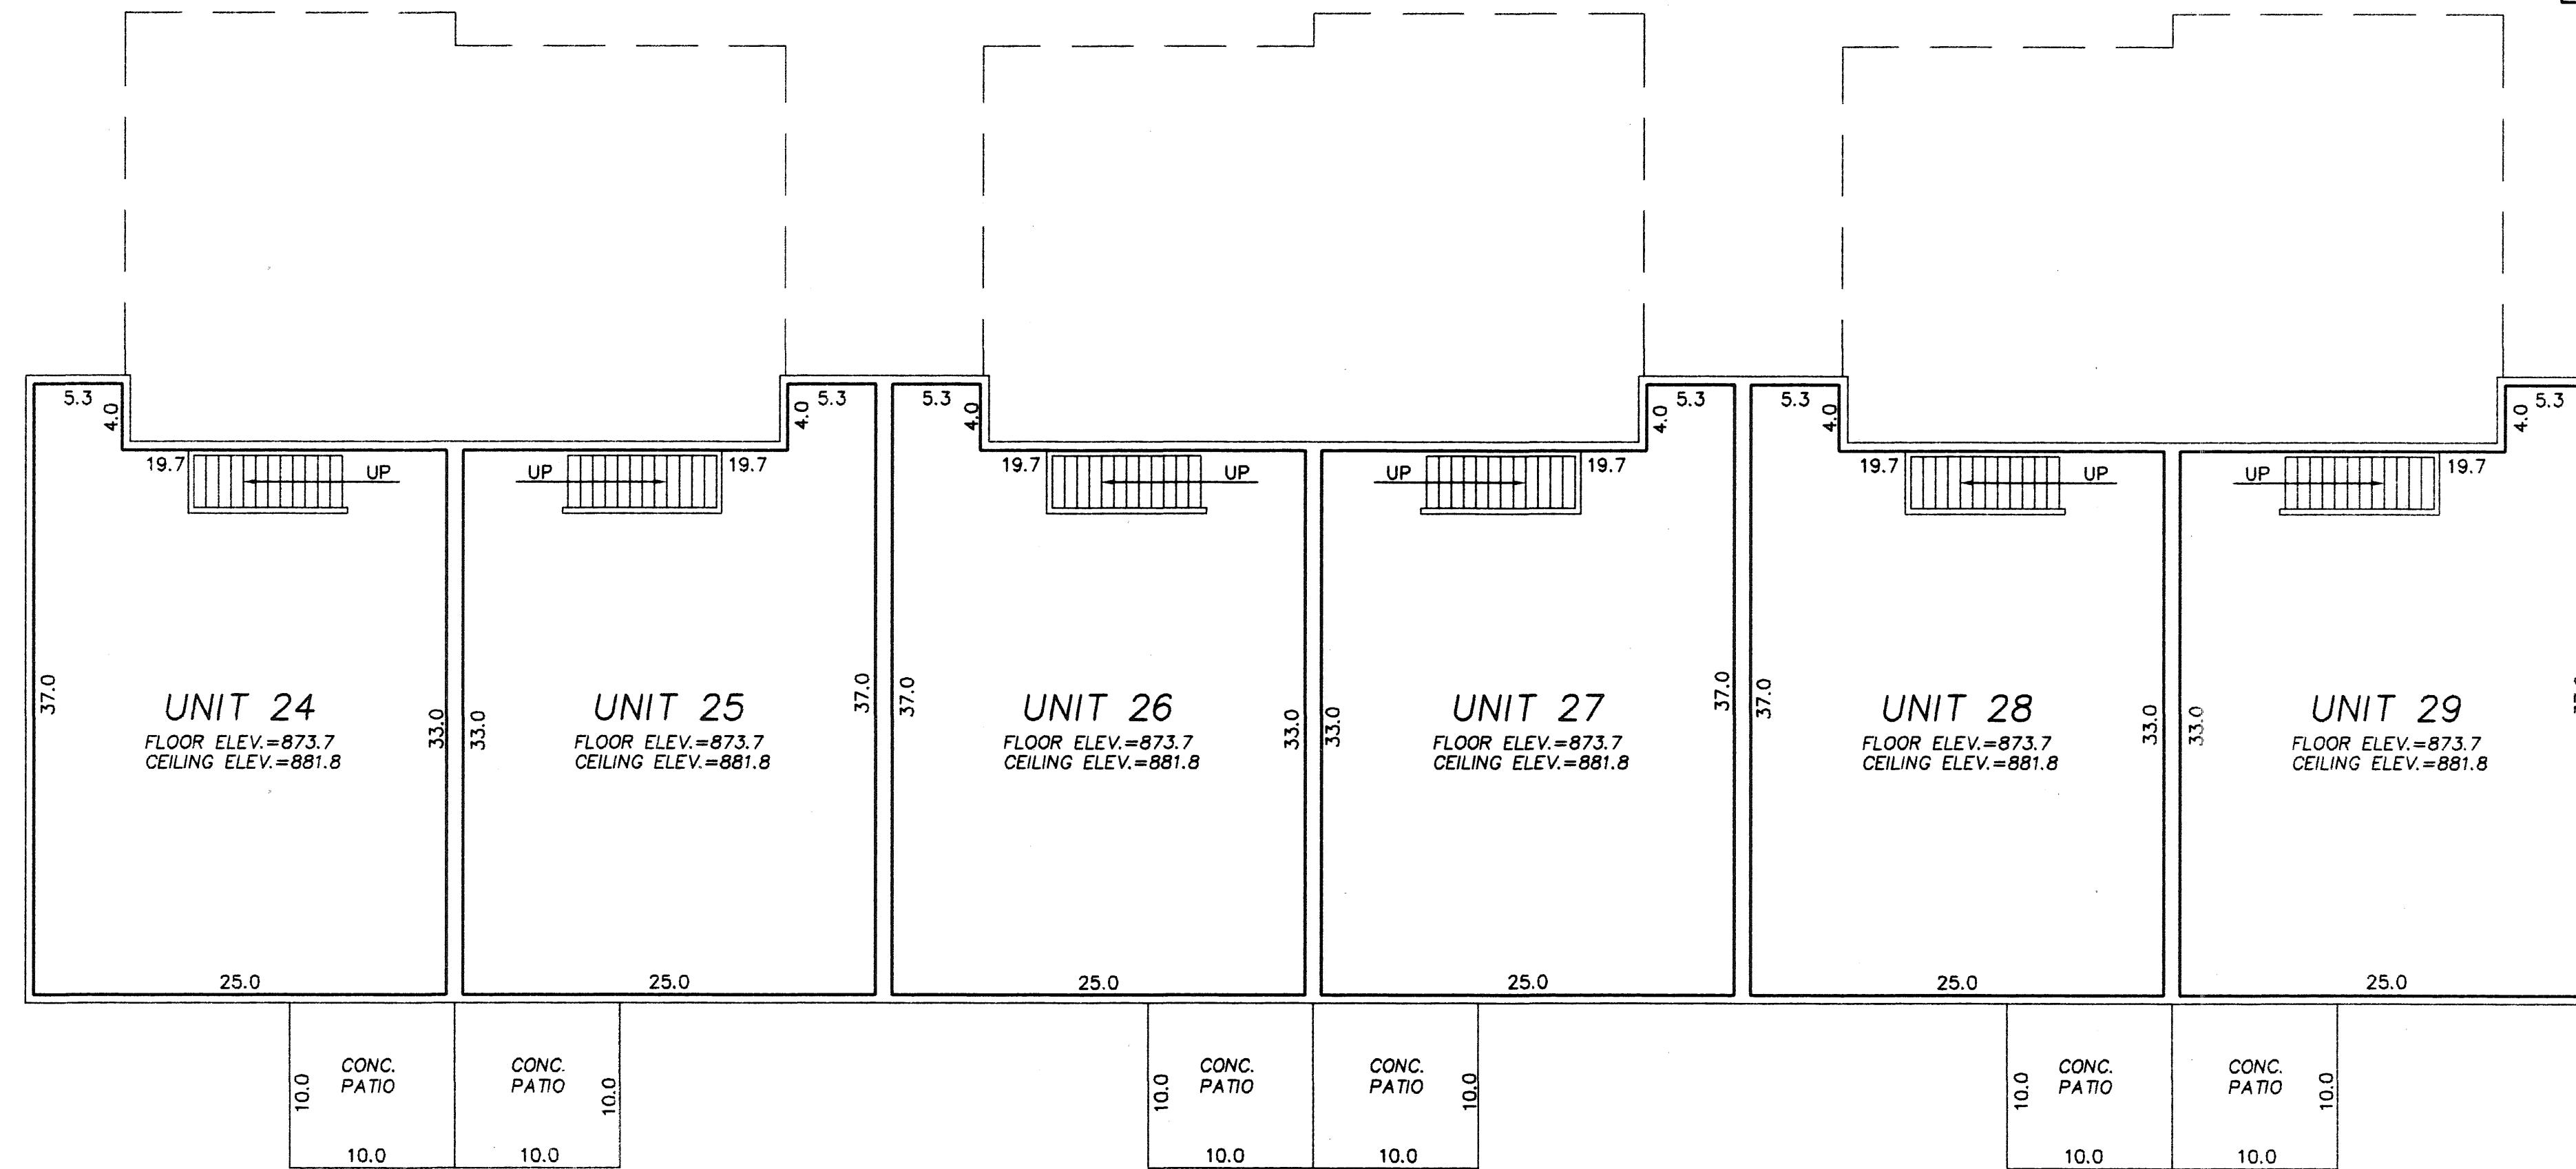 5.3
4.0
19.7
UP
37.0
UNIT 24
FLOOR ELEV.=873.7
CEILING ELEV.=881.8
33.0
25.0
5.3
4.0
19.7
UP
33.0
UNIT 25
FLOOR ELEV.=873.7
CEILING ELEV.=881.8
37.0
25.0
5.3
4.0
19.7
UP
37.0
UNIT 26
FLOOR ELEV.=873.7
CEILING ELEV.=881.8
33.0
25.0
5.3
4.0
19.7
UP
33.0
UNIT 27
FLOOR ELEV.=873.7
CEILING ELEV.=881.8
37.0
25.0
5.3
4.0
19.7
UP
37.0
UNIT 28
FLOOR ELEV.=873.7
CEILING ELEV.=881.8
33.0
25.0
5.3
4.0
19.7
UP
33.0
UNIT 29
FLOOR ELEV.=873.7
CEILING ELEV.=881.8
25.0
CONC.
PATIO
10.0
10.0
CONC.
PATIO
10.0
10.0
CONC.
PATIO
10.0
10.0
CONC.
PATIO
10.0
10.0
CONC.
PATIO
10.0
10.0
CONC.
PATIO
10.0
10.0